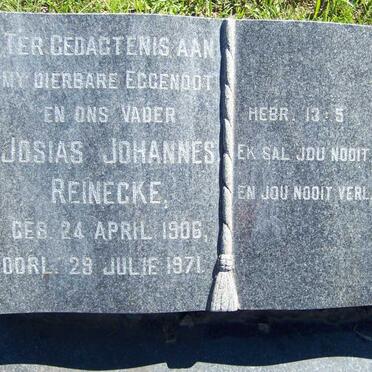 TER GEDAGTENIS AAN
MY DIERBARE EGGENOOT
EN ONS VADER
JOSIAS JOHANNES
REINECKE.
GEB. 24 APRIL 1906,
OORL. 29 JULIE 1971.
HEBR. 13:5
EK SAL JOU NOOIT
EN JOU NOOIT VERL